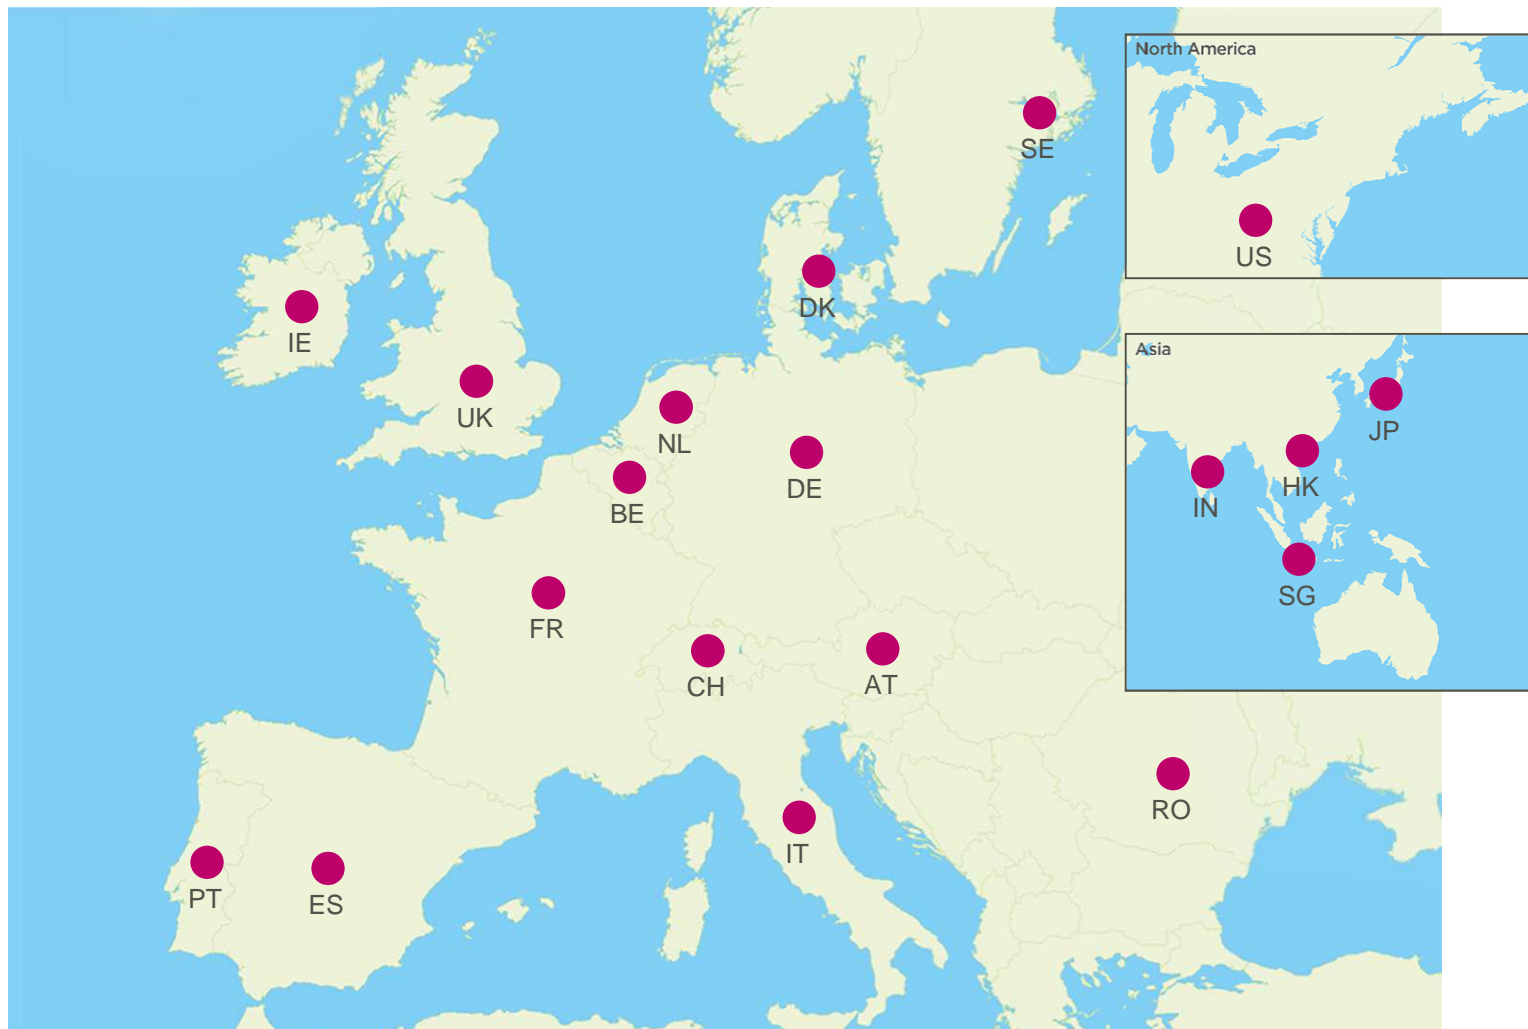 North America
SE
US
DK
IE
Asia
UK
JP
NL
DE
HK
BE
IN
SG
FR
CH
AT
RO
IT
PT
ES